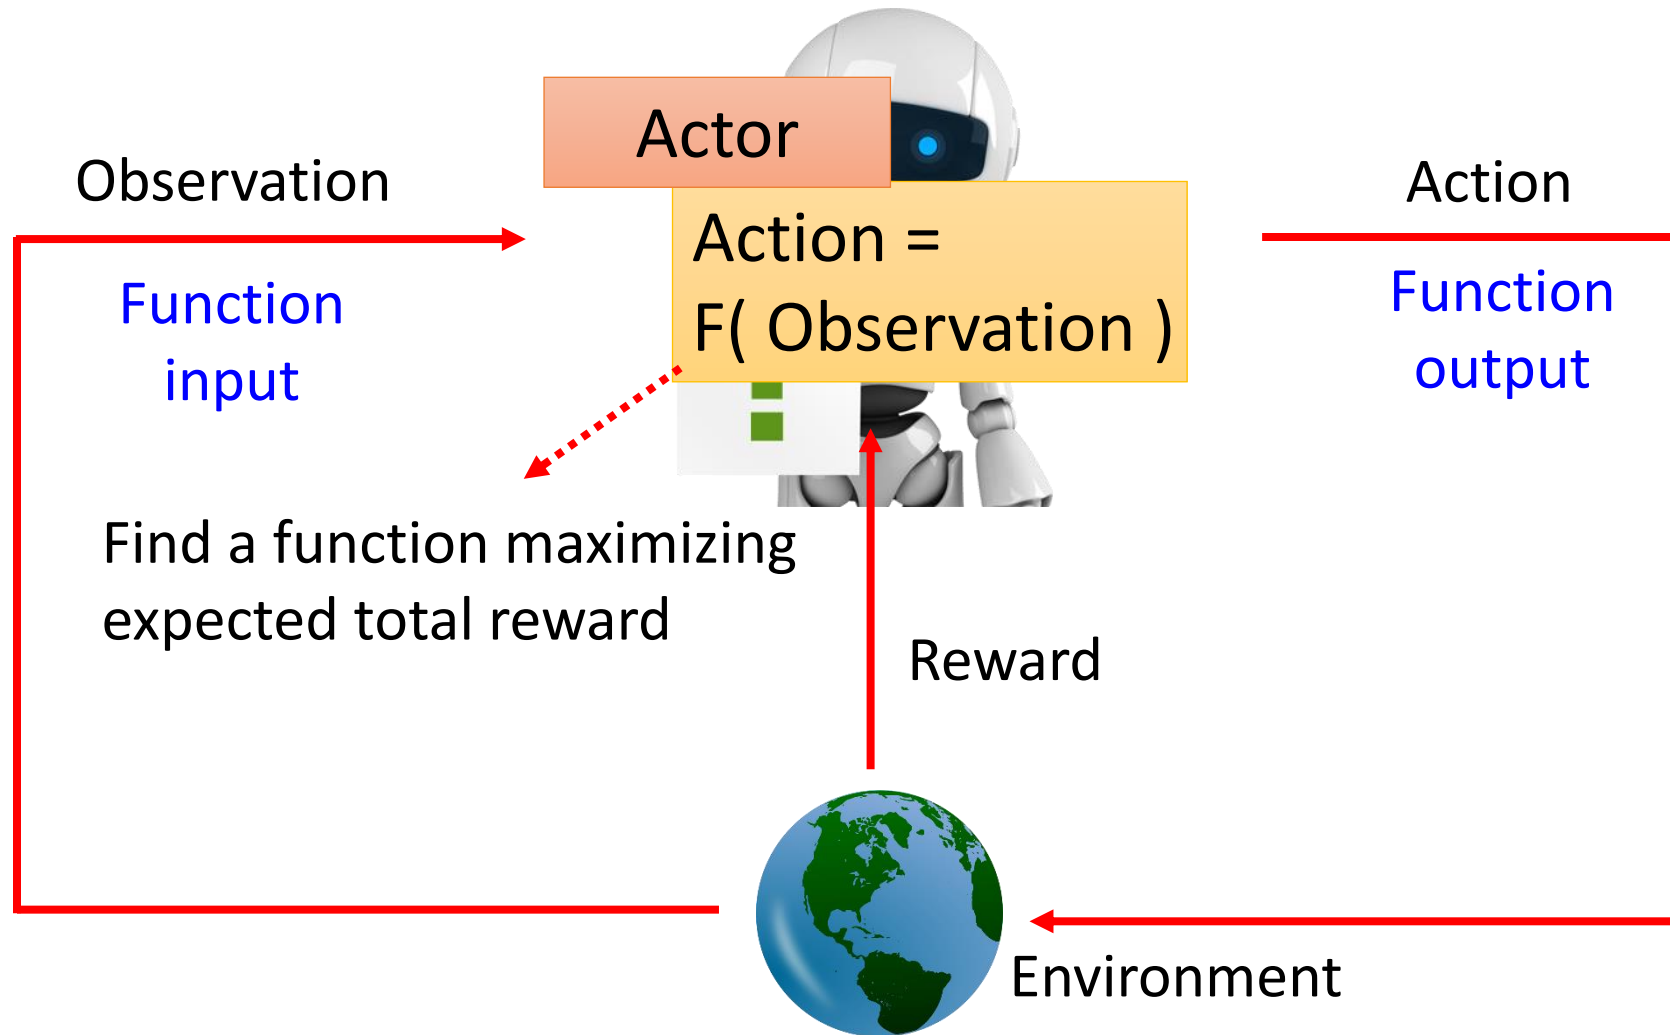 Actor
Observation
Action
Action =
F( Observation )
Function
input
Function
output
Find a function maximizing
expected total reward
Reward
Environment